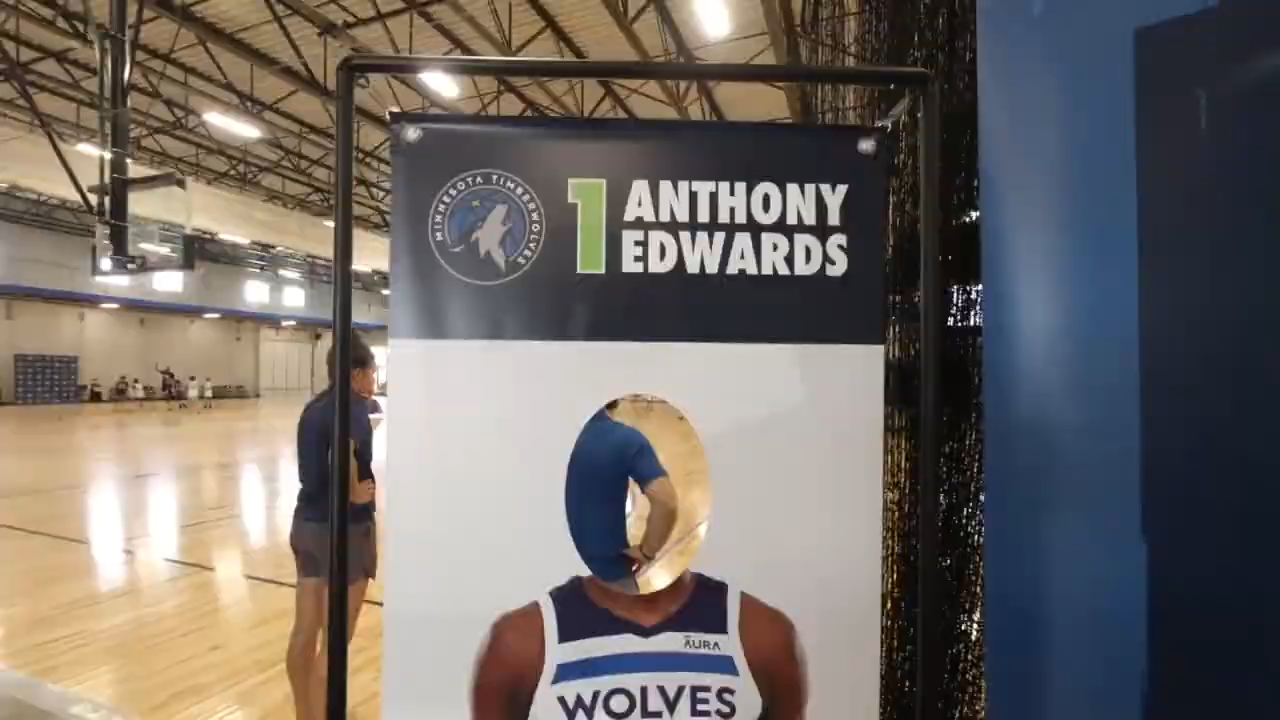 MINNESOTA TIMBERWOLVES
1
ANTHONY
EDWARDS
AURA
WOLVES